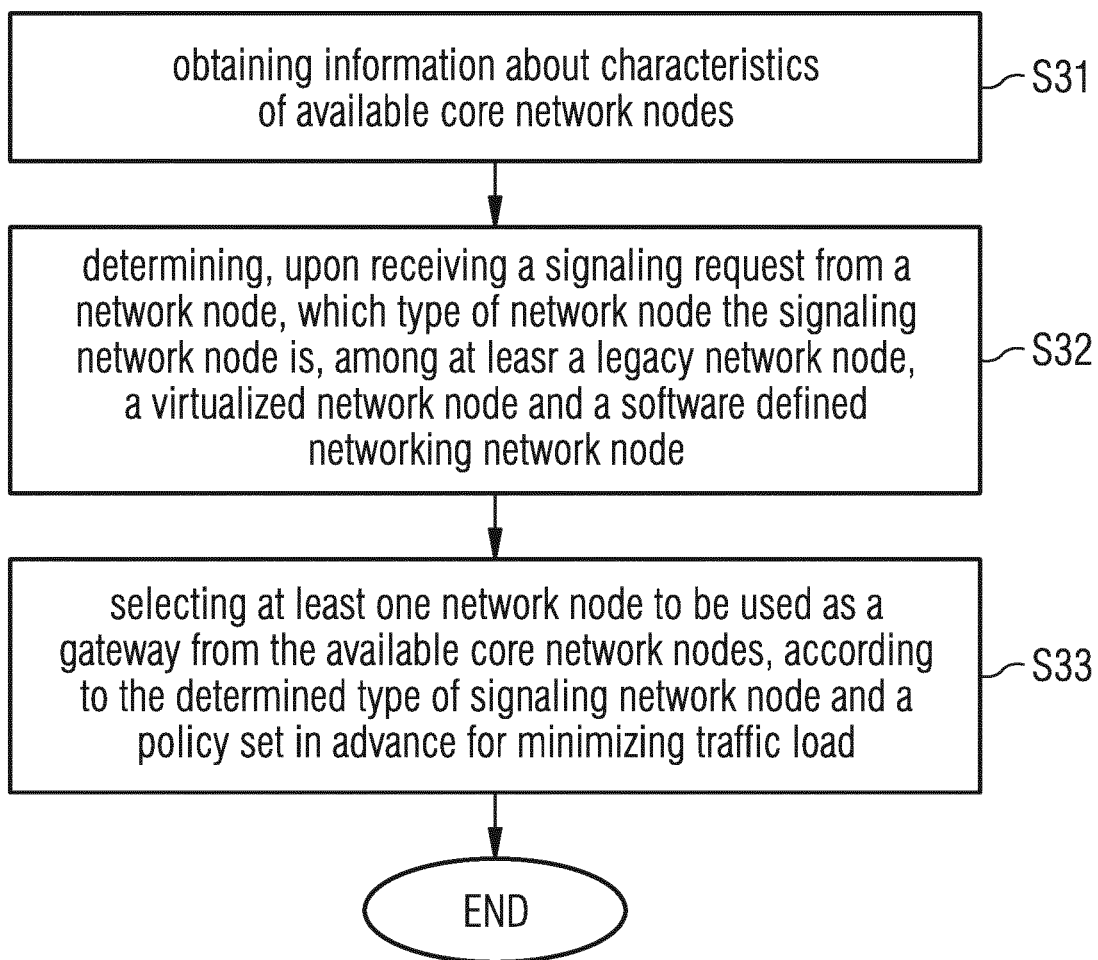 obtaining information about characteristics
of available core network nodes
S31
determining, upon receiving a signaling request from a
network node, which type of network node the signaling
network node is, among at leasr a legacy network node,
a virtualized network node and a software defined
networking network node
S32
selecting at least one network node to be used as a
gateway from the available core network nodes, according
to the determined type of signaling network node and a
policy set in advance for minimizing traffic load
S33
END